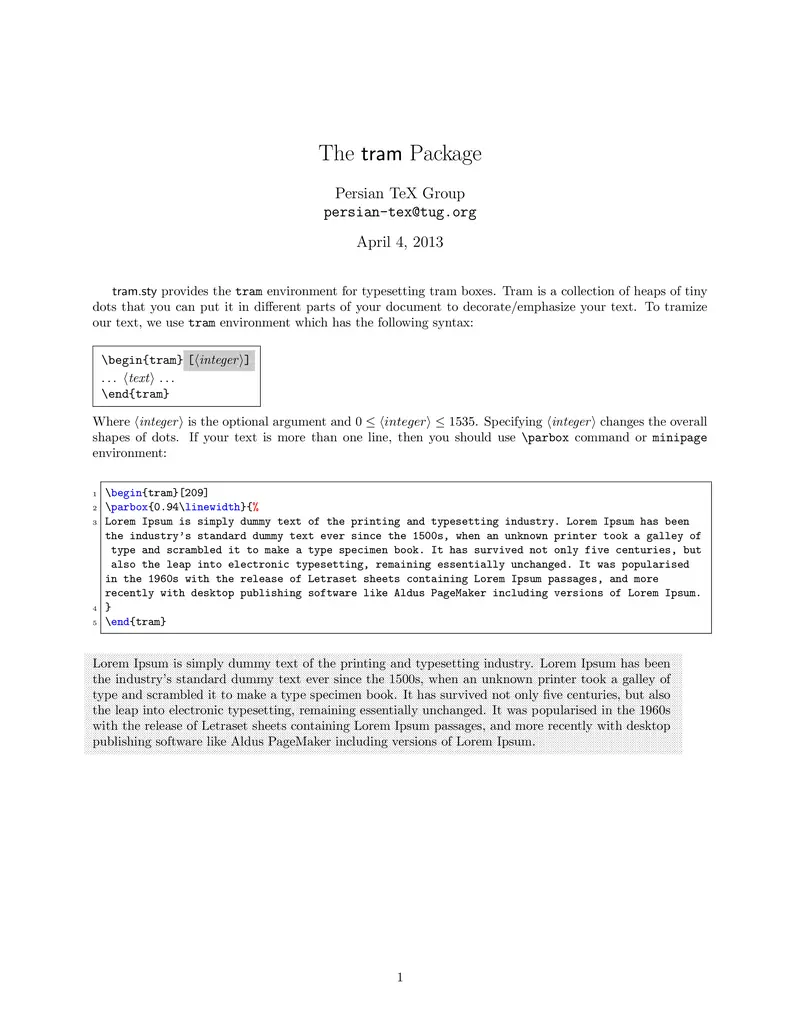 The tram Package
Persian TeX Group
persian-tex@tug.org
April 4, 2013
tram.sty provides the tram environment for typesetting tram boxes. Tram is a collection of heaps of tiny
dots that you can put it in different parts of your document to decorate/emphasize your text. To tramize
our text, we use tram environment which has the following syntax:
\begin{tram} [⟨integer⟩]
... ⟨text⟩ ...
\end{tram}
Where ⟨integer⟩ is the optional argument and 0 ≤ ⟨integer⟩ ≤ 1535. Specifying ⟨integer⟩ changes the overall
shapes of dots. If your text is more than one line, then you should use \parbox command or minipage
environment:
1 \begin{tram}[209]
2 \parbox{0.94\linewidth}{%
3 Lorem Ipsum is simply dummy text of the printing and typesetting industry. Lorem Ipsum has been
the industry's standard dummy text ever since the 1500s, when an unknown printer took a galley of
type and scrambled it to make a type specimen book. It has survived not only five centuries, but
also the leap into electronic typesetting, remaining essentially unchanged. It was popularised
in the 1960s with the release of Letraset sheets containing Lorem Ipsum passages, and more
recently with desktop publishing software like Aldus PageMaker including versions of Lorem Ipsum.
4 }
5 \end{tram}
Lorem Ipsum is simply dummy text of the printing and typesetting industry. Lorem Ipsum has been
the industry's standard dummy text ever since the 1500s, when an unknown printer took a galley of
type and scrambled it to make a type specimen book. It has survived not only five centuries, but also
the leap into electronic typesetting, remaining essentially unchanged. It was popularised in the 1960s
with the release of Letraset sheets containing Lorem Ipsum passages, and more recently with desktop
publishing software like Aldus PageMaker including versions of Lorem Ipsum.
1